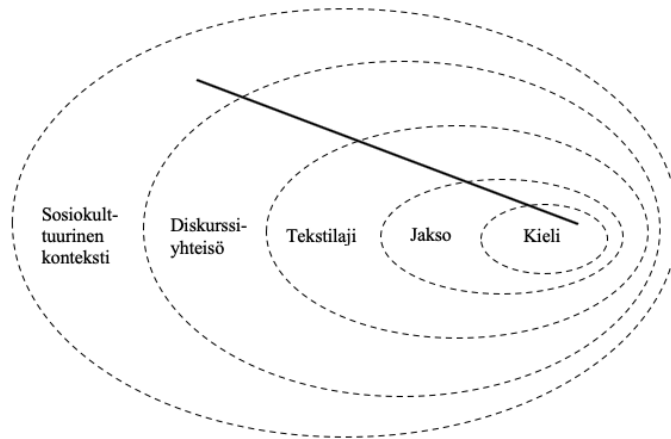 Sosiokult-
tuurinen
konteksti
Diskurssi-
yhteisö
Tekstilaji
Jakso
Kieli